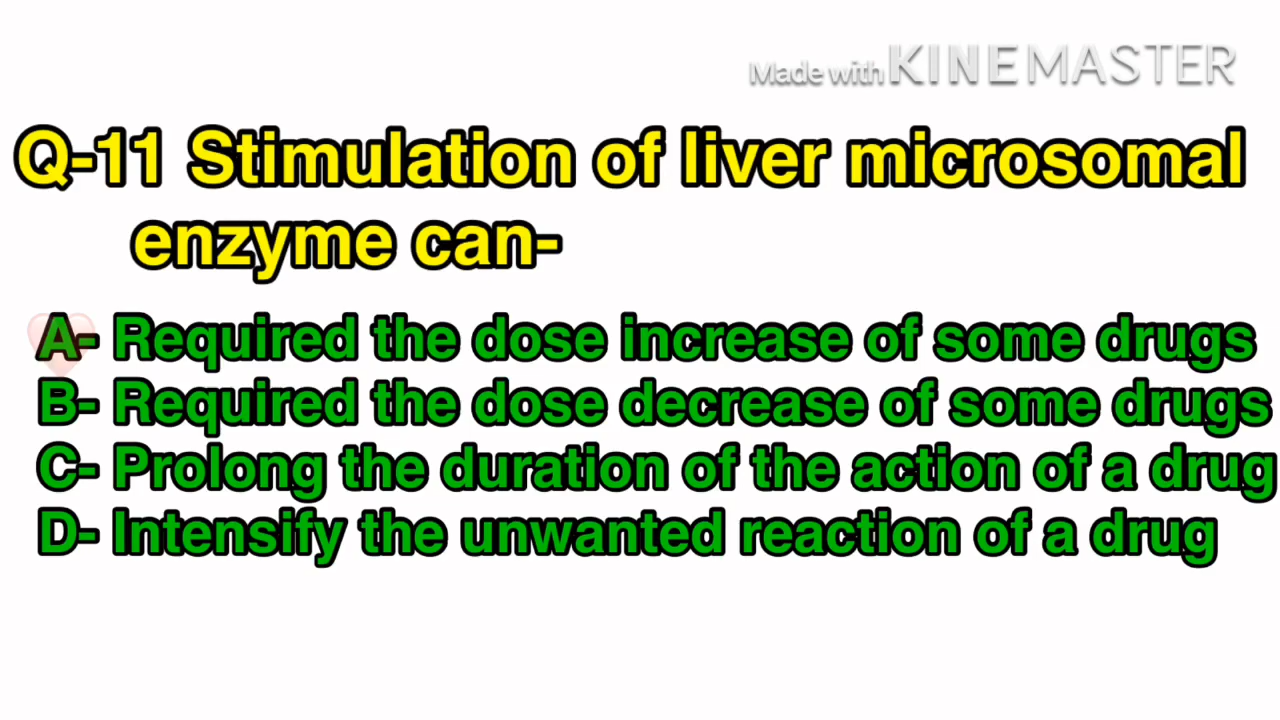 Made with KINEMASTER
Q-11 Stimulation of liver microsomal
enzyme can-
A- Required the dose increase of some drugs
B- Required the dose decrease of some drugs
C- Prolong the duration of the action of a drug
D- Intensify the unwanted reaction of a drug